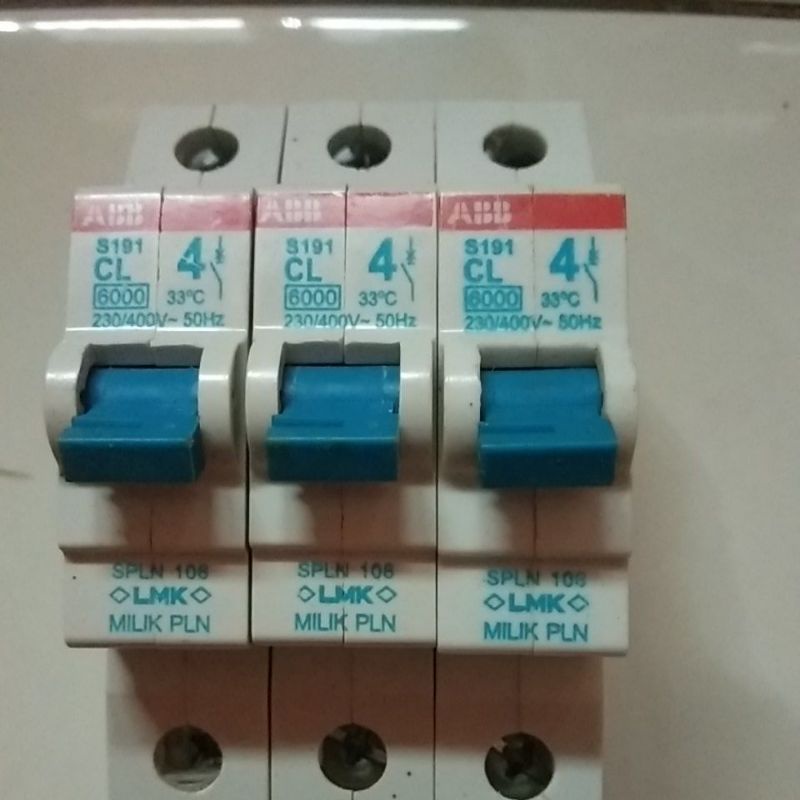 ABB
S191 4
CL
6000 33°C
230/400V~ 50Hz
SPLN 108
LMK
MILIK PLN
ABB
S191 4
CL
6000 33°C
230/400V~ 50Hz
SPLN 108
LMK
MILIK PLN
ABB
S191 4
CL
6000 33°C
230/400V~ 50Hz
SPLN 108
LMK
MILIK PLN